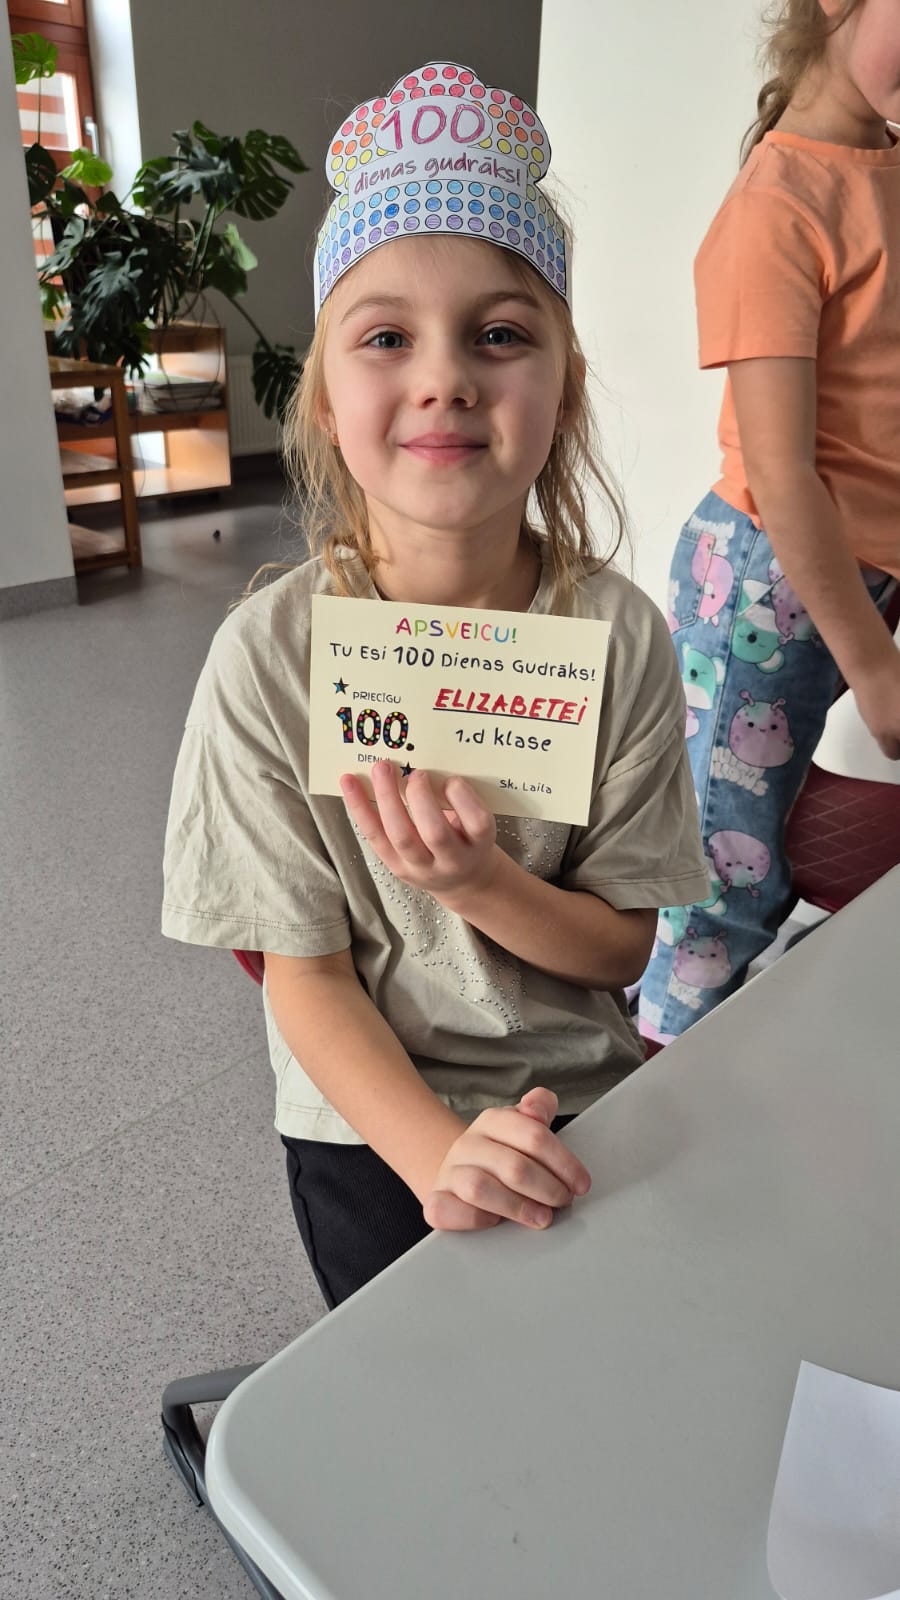 100
dienas gudrāks!
APSVEICU!
Tu Esi 100 Dienas Gudrāks!
PRIECĪGU
100.
ELIZABETEI
1.d klase
Sk. Laila